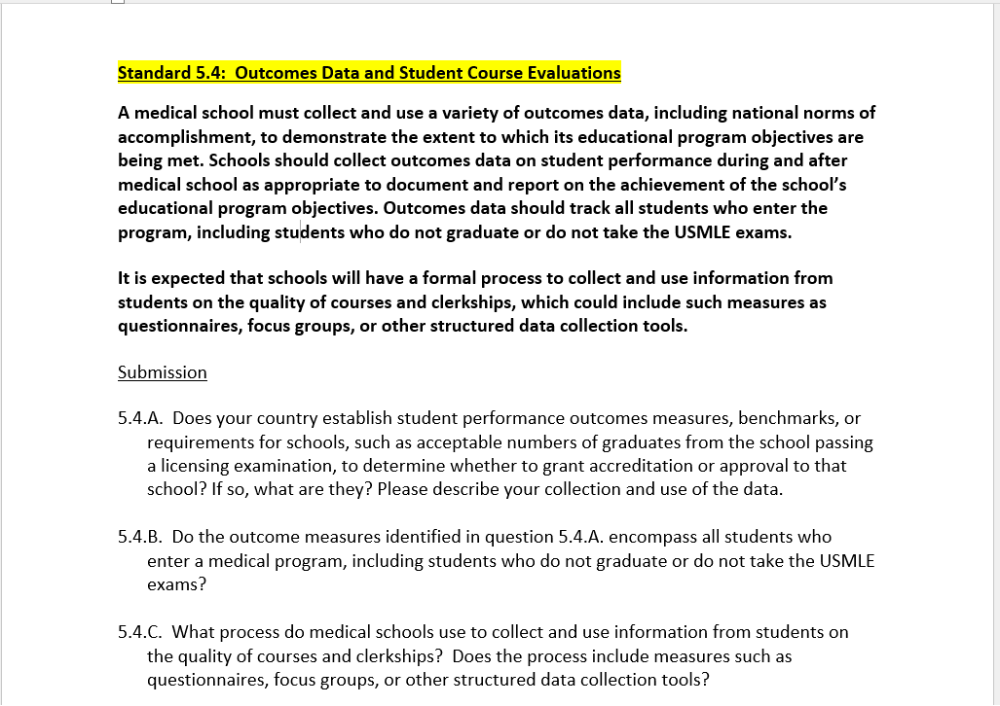 Standard 5.4:  Outcomes Data and Student Course Evaluations
A medical school must collect and use a variety of outcomes data, including national norms of
accomplishment, to demonstrate the extent to which its educational program objectives are
being met. Schools should collect outcomes data on student performance during and after
medical school as appropriate to document and report on the achievement of the school’s
educational program objectives. Outcomes data should track all students who enter the
program, including students who do not graduate or do not take the USMLE exams.
It is expected that schools will have a formal process to collect and use information from
students on the quality of courses and clerkships, which could include such measures as
questionnaires, focus groups, or other structured data collection tools.
Submission
5.4.A.  Does your country establish student performance outcomes measures, benchmarks, or
requirements for schools, such as acceptable numbers of graduates from the school passing
a licensing examination, to determine whether to grant accreditation or approval to that
school? If so, what are they? Please describe your collection and use of the data.
5.4.B.  Do the outcome measures identified in question 5.4.A. encompass all students who
enter a medical program, including students who do not graduate or do not take the USMLE
exams?
5.4.C.  What process do medical schools use to collect and use information from students on
the quality of courses and clerkships?  Does the process include measures such as
questionnaires, focus groups, or other structured data collection tools?